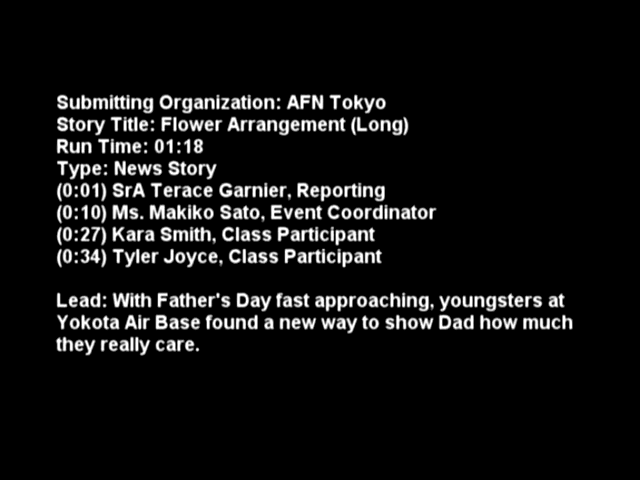 Submitting Organization: AFN Tokyo
Story Title: Flower Arrangement (Long)
Run Time: 01:18
Type: News Story
(0:01) SrA Terace Garnier, Reporting
(0:10) Ms. Makiko Sato, Event Coordinator
(0:27) Kara Smith, Class Participant
(0:34) Tyler Joyce, Class Participant
Lead: With Father's Day fast approaching, youngsters at
Yokota Air Base found a new way to show Dad how much
they really care.